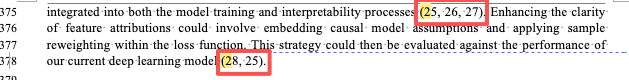 375 integrated into both the model training and interpretability processes (25, 26, 27). Enhancing the clarity
376 of feature attributions could involve embedding causal model assumptions and applying sample
377 reweighting within the loss function. This strategy could then be evaluated against the performance of
378 our current deep learning model (28, 25).